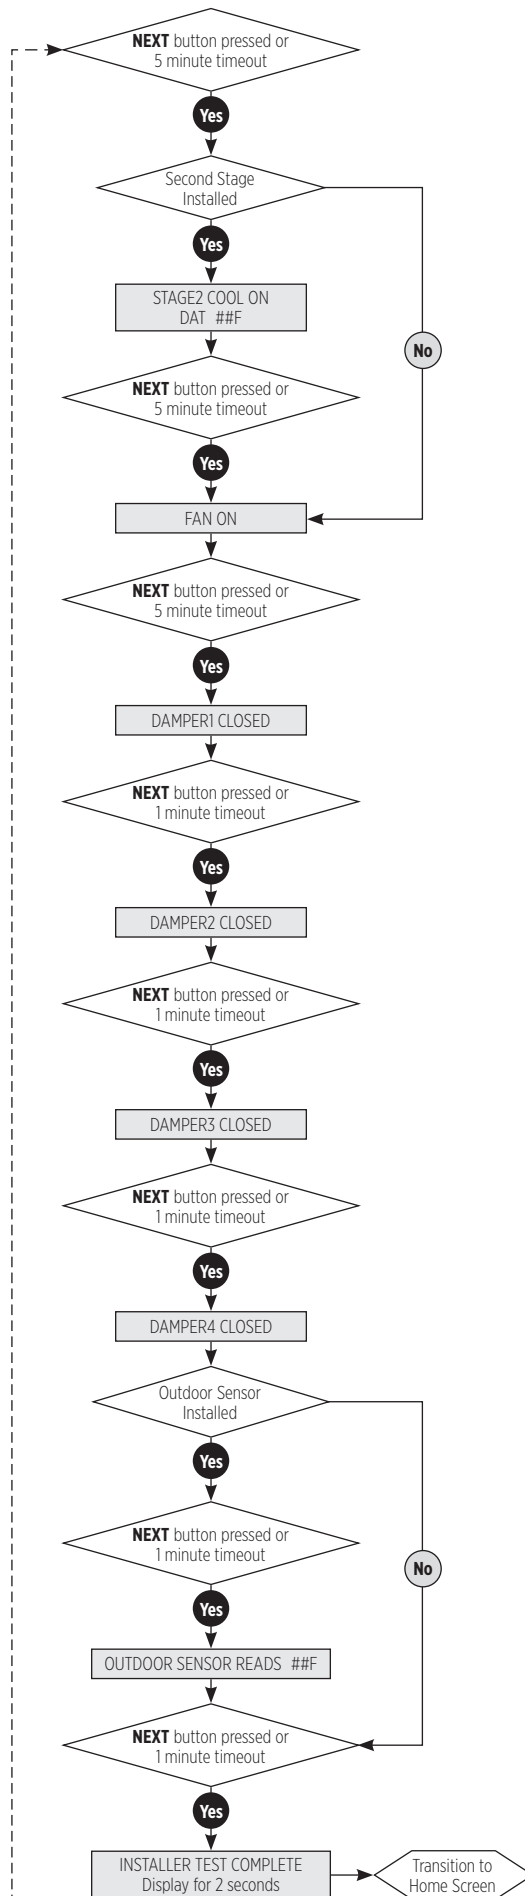 NEXT button pressed or
5 minute timeout
Yes
Second Stage
Installed
Yes
STAGE2 COOL ON
DAT ##F
No
NEXT button pressed or
5 minute timeout
Yes
FAN ON
NEXT button pressed or
5 minute timeout
Yes
DAMPER1 CLOSED
NEXT button pressed or
1 minute timeout
Yes
DAMPER2 CLOSED
NEXT button pressed or
1 minute timeout
Yes
DAMPER3 CLOSED
NEXT button pressed or
1 minute timeout
Yes
DAMPER4 CLOSED
Outdoor Sensor
Installed
Yes
NEXT button pressed or
1 minute timeout
No
Yes
OUTDOOR SENSOR READS ##F
NEXT button pressed or
1 minute timeout
Yes
INSTALLER TEST COMPLETE
Display for 2 seconds
Transition to
Home Screen